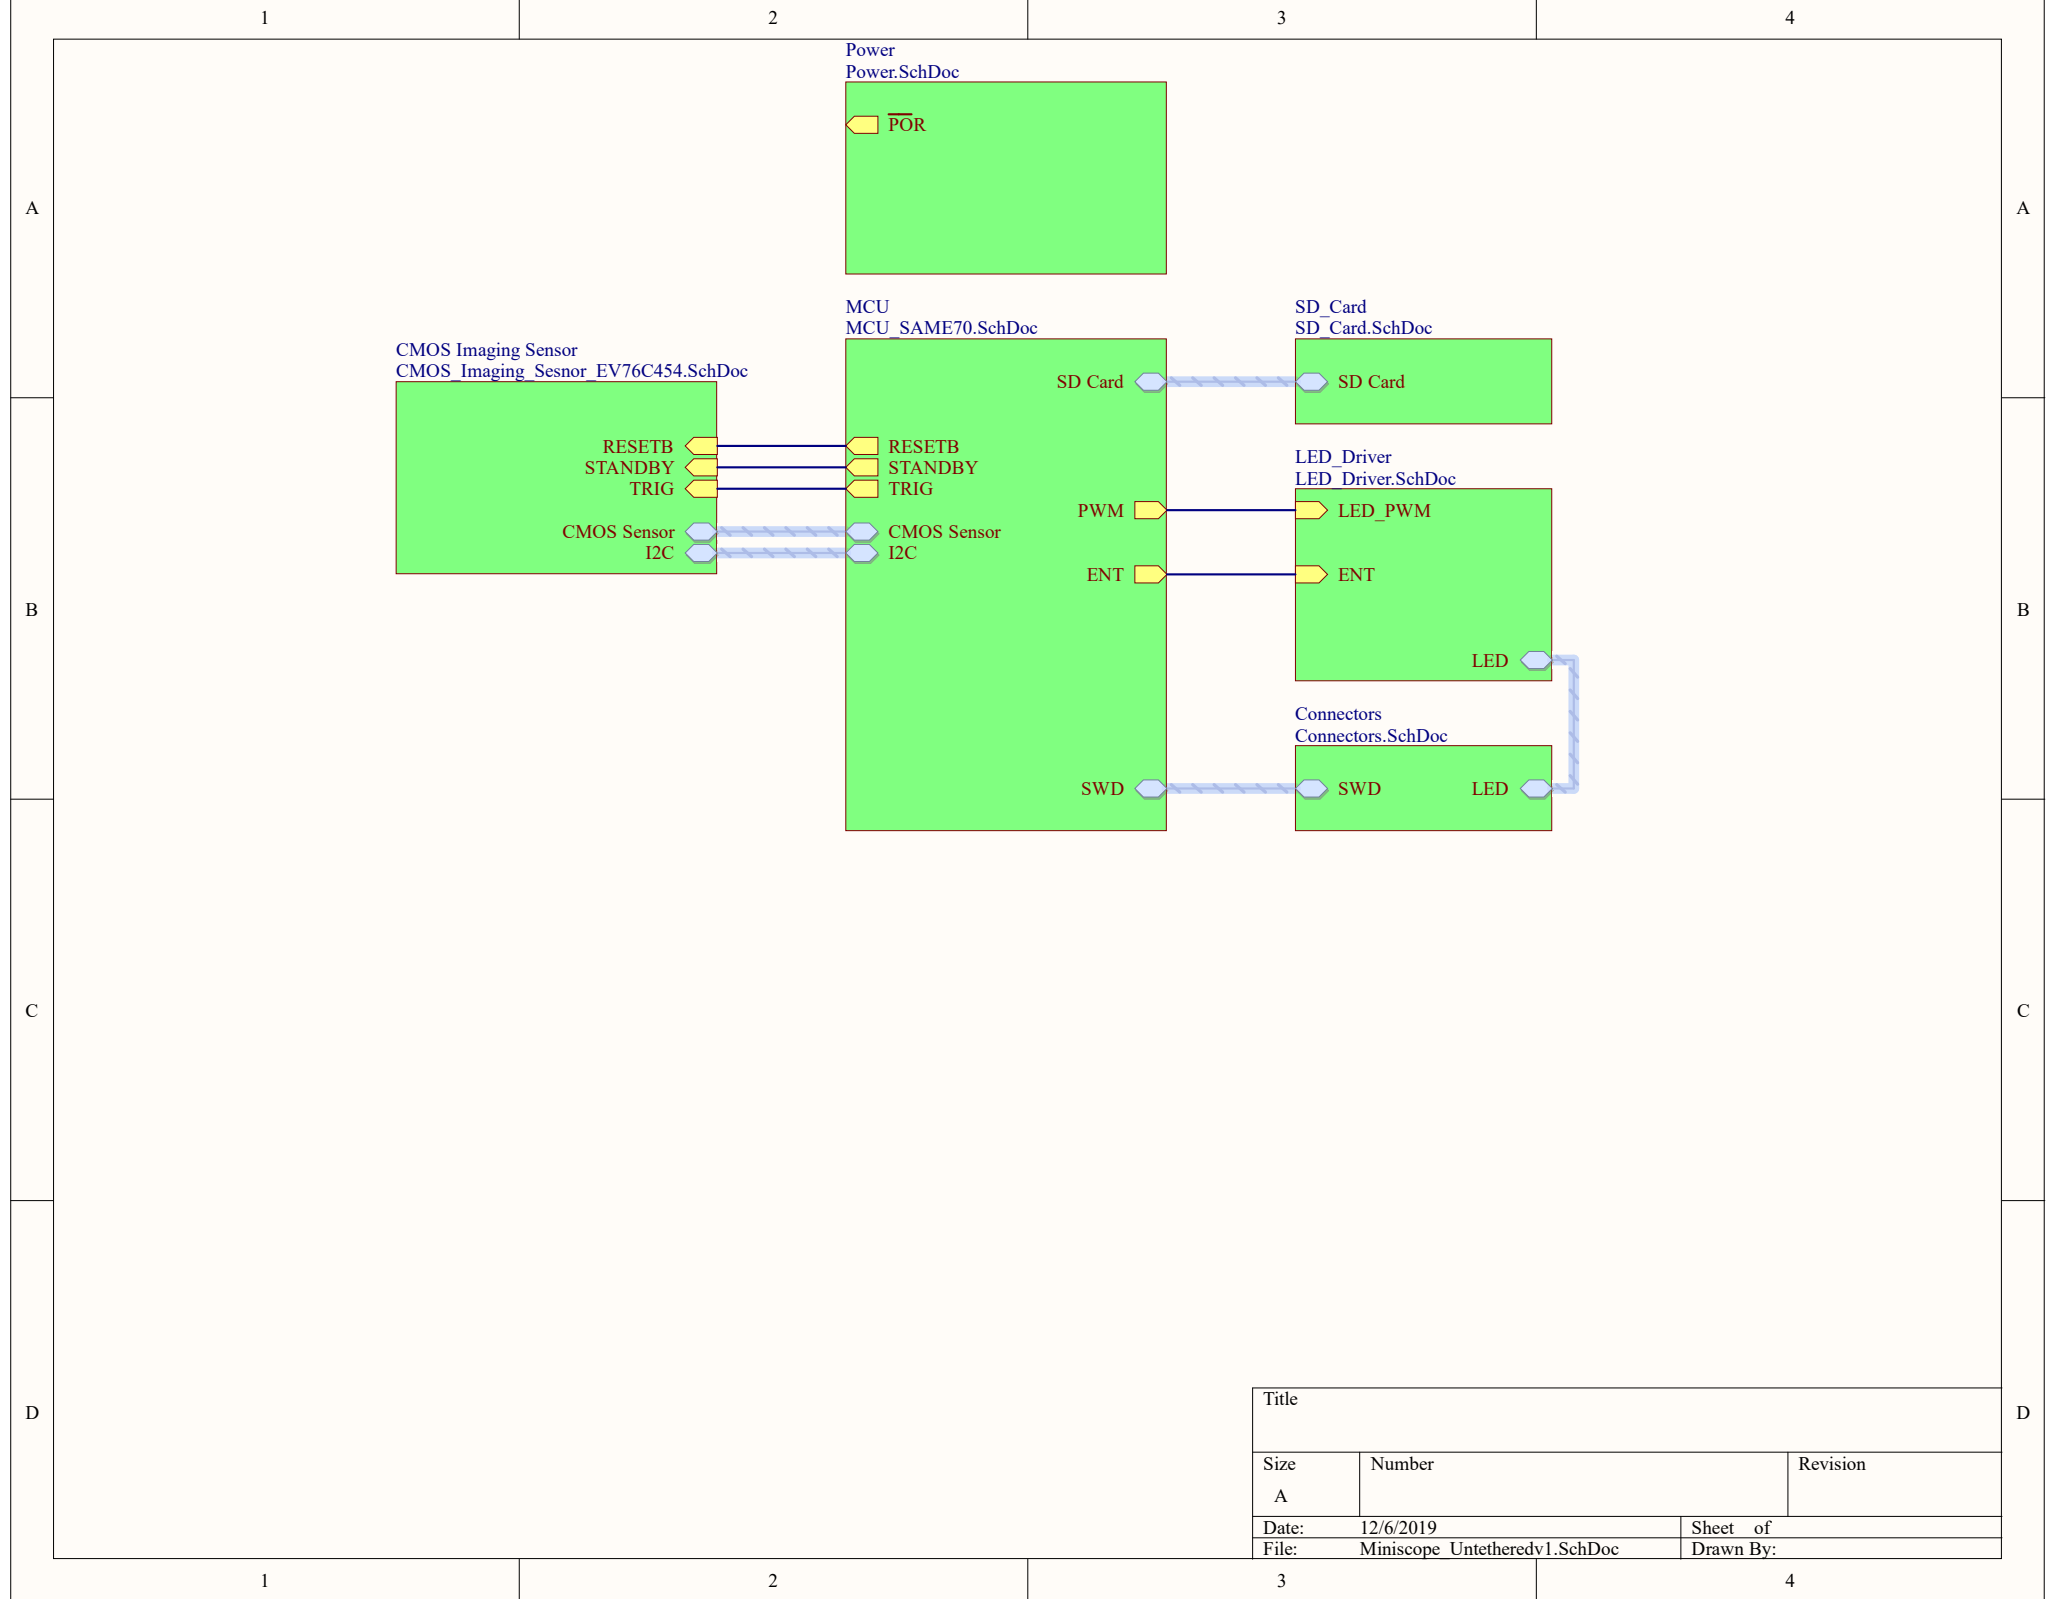 1 2 3 4
Power
Power.SchDoc
POR
A A
MCU
MCU_SAME70.SchDoc
SD_Card
SD_Card.SchDoc
CMOS Imaging Sensor
CMOS_Imaging_Sesnor_EV76C454.SchDoc
SD Card SD Card
RESETB RESETB
STANDBY STANDBY
TRIG TRIG
LED_Driver
LED_Driver.SchDoc
PWM LED_PWM
CMOS Sensor CMOS Sensor
I2C I2C
ENT ENT
B B
LED
Connectors
Connectors.SchDoc
SWD SWD LED
C C
D D
Title
Size Number Revision
A
Date: 12/6/2019 Sheet of
File: Miniscope_Untetheredv1.SchDoc Drawn By:
1 2 3 4